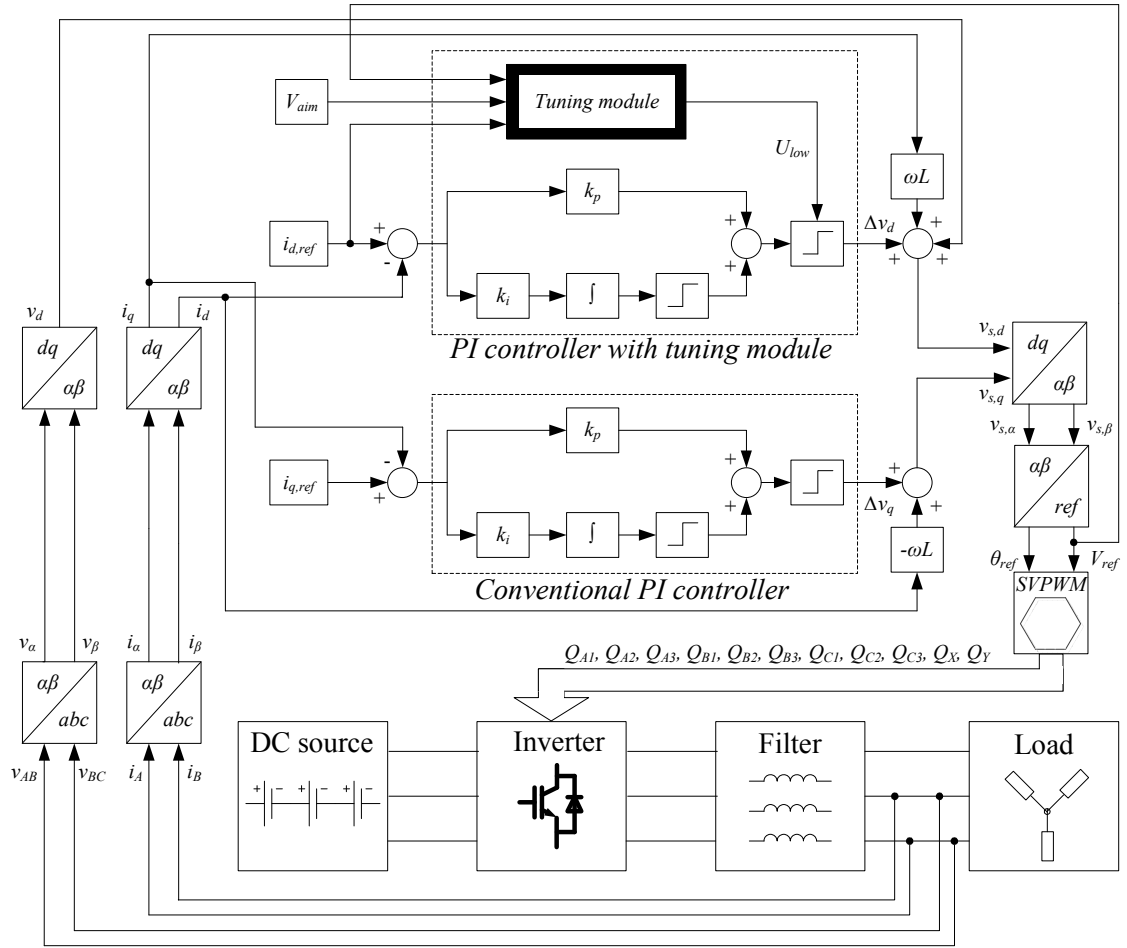 Tuning module
V_aim
U_low
ωL
k_p
+
i_d,ref
+
-
+
+
Δv_d
+
+
+
k_i
∫
v_d
i_q
i_d
PI controller with tuning module
v_s,d
dq
αβ
dq
αβ
dq
αβ
v_s,q
k_p
v_s,α
v_s,β
-
+
i_q,ref
+
+
Δv_q
+
+
αβ
ref
k_i
∫
-ωL
θ_ref
V_ref
Conventional PI controller
SVPWM
v_α
v_β
i_α
i_β
Q_A1, Q_A2, Q_A3, Q_B1, Q_B2, Q_B3, Q_C1, Q_C2, Q_C3, Q_X, Q_Y
αβ
abc
αβ
abc
DC source
Inverter
Filter
Load
v_AB
v_BC
i_A
i_B
+ - + - + -